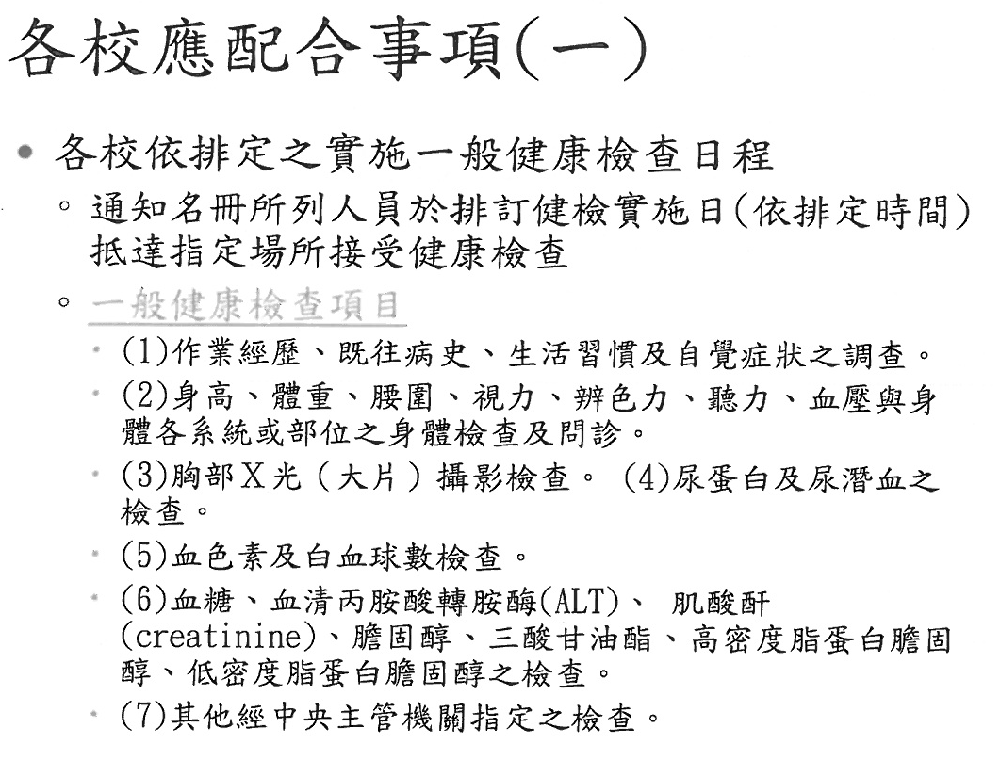 各校應配合事項(一)
• 各校依排定之實施一般健康檢查日程
◦ 通知名冊所列人員於排訂健檢實施日(依排定時間)
抵達指定場所接受健康檢查
◦ 一般健康檢查項目
• (1)作業經歷、既往病史、生活習慣及自覺症狀之調查。
• (2)身高、體重、腰圍、視力、辨色力、聽力、血壓與身
體各系統或部位之身體檢查及問診。
• (3)胸部X光（大片）攝影檢查。 (4)尿蛋白及尿潛血之
檢查。
• (5)血色素及白血球數檢查。
• (6)血糖、血清丙胺酸轉胺酶(ALT)、 肌酸酐
(creatinine)、膽固醇、三酸甘油酯、高密度脂蛋白膽固
醇、低密度脂蛋白膽固醇之檢查。
• (7)其他經中央主管機關指定之檢查。